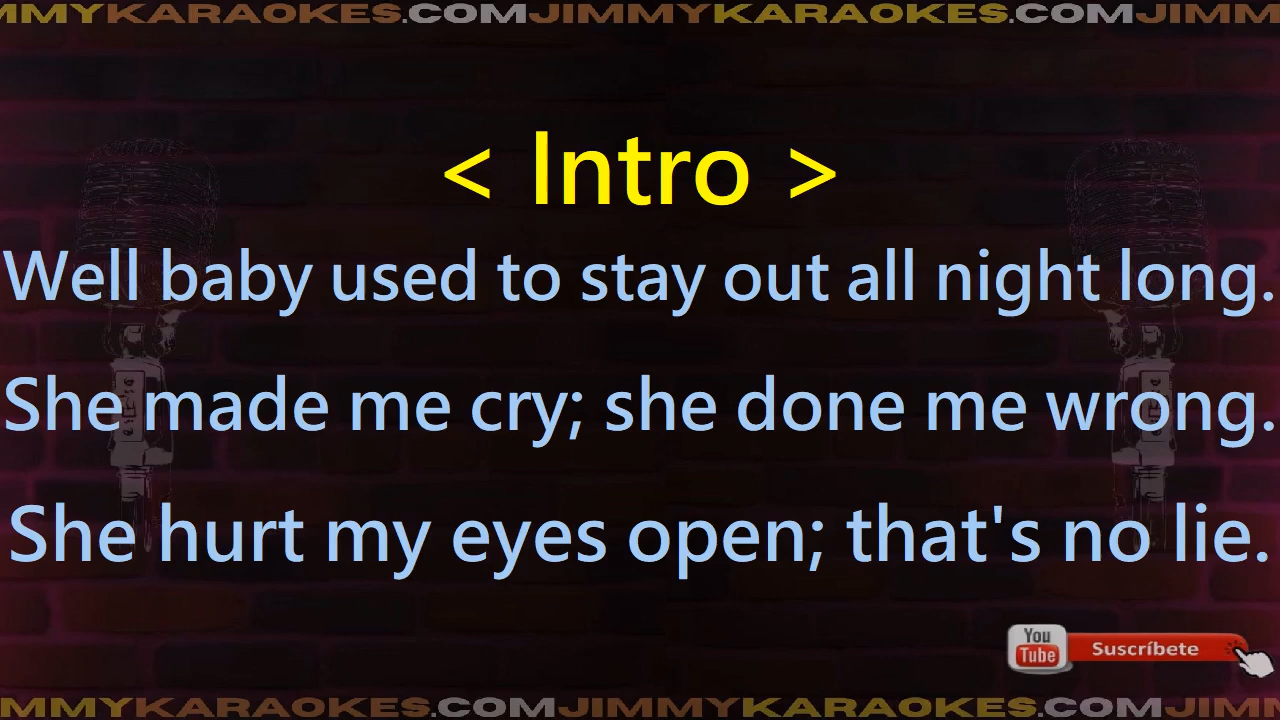 MMYKARAOKES.COMJIMMYKARAOKES.COMJIMM
< Intro >
Well baby used to stay out all night long.
She made me cry; she done me wrong.
She hurt my eyes open; that's no lie.
You
Tube
Suscríbete
MMYKARAOKES.COMJIMMYKARAOKES.COMJIM